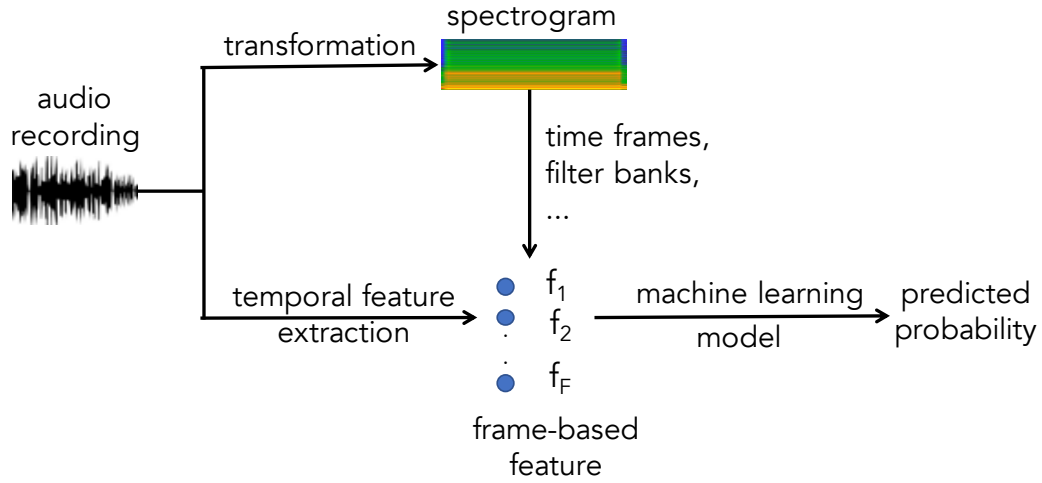 spectrogram
transformation
audio
recording
time frames,
filter banks,
...
temporal feature
extraction
f₁
f₂
.
.
f_F
machine learning
model
predicted
probability
frame-based
feature